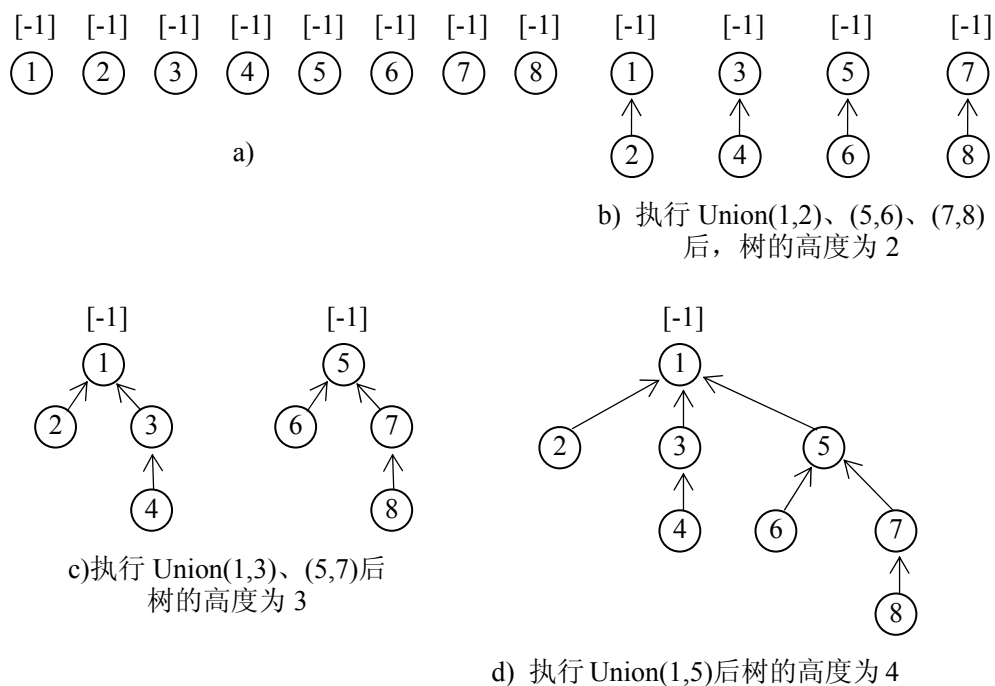 [-1] [-1] [-1] [-1] [-1] [-1] [-1] [-1] [-1] [-1] [-1] [-1]
1 2 3 4 5 6 7 8 1 3 5 7
2 4 6 8
a)
b) 执行 Union(1,2)、(5,6)、(7,8)
后，树的高度为 2
[-1] [-1] [-1]
1 5 1
2 3 6 7 2 3 5
4 8 4 6 7
c)执行 Union(1,3)、(5,7)后
树的高度为 3
8
d) 执行 Union(1,5)后树的高度为 4